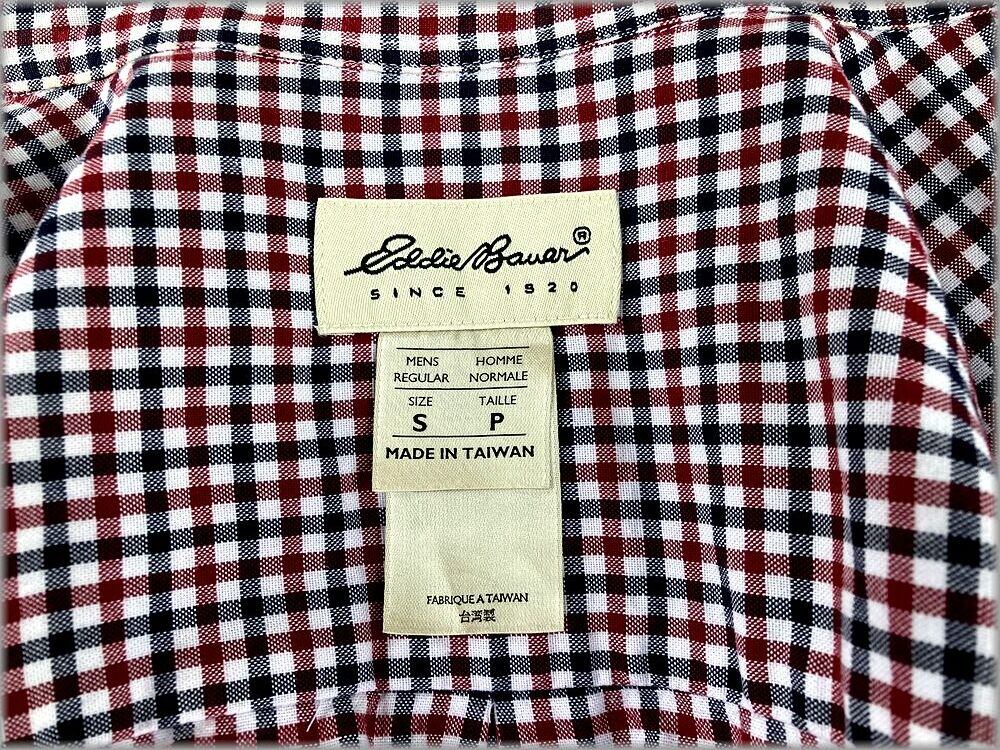 Eddie Bauer®
SINCE 1920
MENS HOMME
REGULAR NORMALE
SIZE TAILLE
S P
MADE IN TAIWAN
FABRIQUE A TAIWAN
台湾製